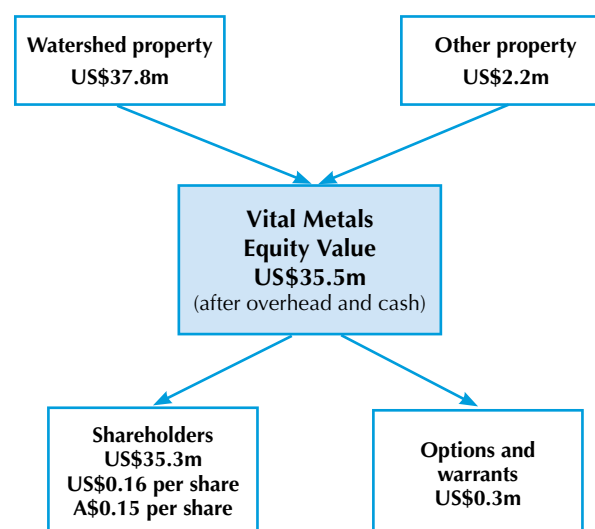 Watershed property
US$37.8m
Other property
US$2.2m
Vital Metals
Equity Value
US$35.5m
(after overhead and cash)
Shareholders
US$35.3m
US$0.16 per share
A$0.15 per share
Options and
warrants
US$0.3m